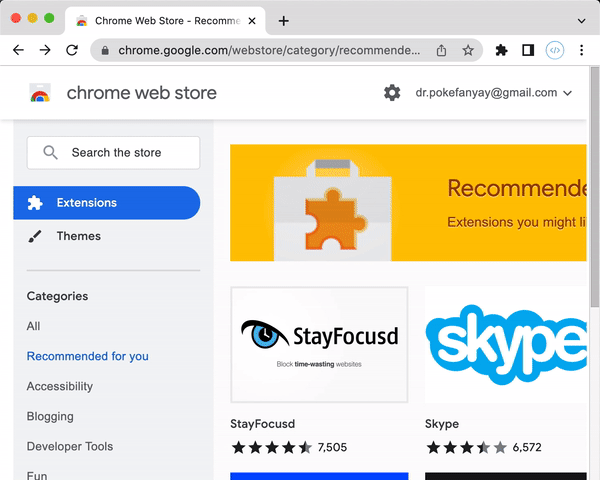 Chrome Web Store - Recomme
chrome.google.com/webstore/category/recommende...
chrome web store
dr.pokefanyay@gmail.com
Search the store
Extensions
Themes
Categories
All
Recommended for you
Accessibility
Blogging
Developer Tools
Fun
Recommende
Extensions you might li
StayFocusd
Block time-wasting websites
StayFocusd
7,505
skype
Skype
6,572